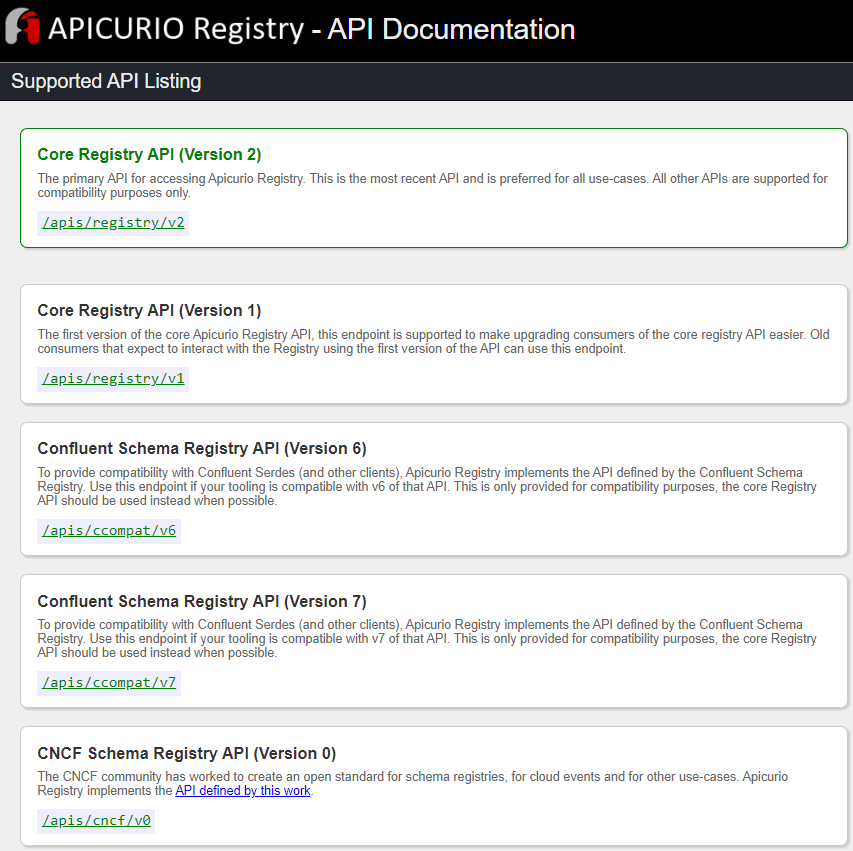 APICURIO Registry - API Documentation
Supported API Listing
Core Registry API (Version 2)
The primary API for accessing Apicurio Registry. This is the most recent API and is preferred for all use-cases. All other APIs are supported for
compatibility purposes only.
/apis/registry/v2
Core Registry API (Version 1)
The first version of the core Apicurio Registry API, this endpoint is supported to make upgrading consumers of the core registry API easier. Old
consumers that expect to interact with the Registry using the first version of the API can use this endpoint.
/apis/registry/v1
Confluent Schema Registry API (Version 6)
To provide compatibility with Confluent Serdes (and other clients), Apicurio Registry implements the API defined by the Confluent Schema
Registry. Use this endpoint if your tooling is compatible with v6 of that API. This is only provided for compatibility purposes, the core Registry
API should be used instead when possible.
/apis/ccompat/v6
Confluent Schema Registry API (Version 7)
To provide compatibility with Confluent Serdes (and other clients), Apicurio Registry implements the API defined by the Confluent Schema
Registry. Use this endpoint if your tooling is compatible with v7 of that API. This is only provided for compatibility purposes, the core Registry
API should be used instead when possible.
/apis/ccompat/v7
CNCF Schema Registry API (Version 0)
The CNCF community has worked to create an open standard for schema registries, for cloud events and for other use-cases. Apicurio
Registry implements the API defined by this work.
/apis/cncf/v0